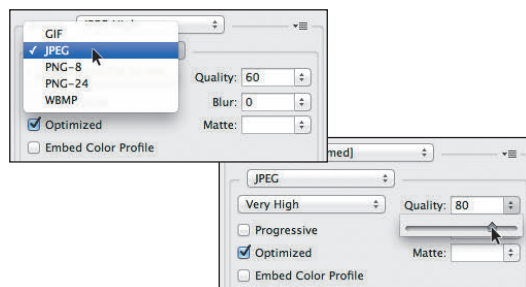 GIF
✓ JPEG
PNG-8
PNG-24
WBMP
Quality: 60
Blur: 0
Optimized
Matte:
Embed Color Profile
JPEG
Very High
Quality: 80
Progressive
Optimized
Matte:
Embed Color Profile